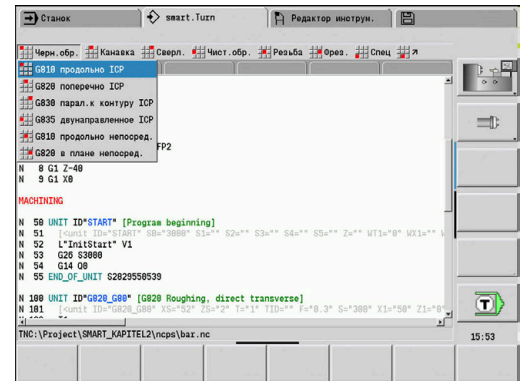 Станок
smart.Turn
Редактор инструм.
Черн.обр. Канавка Сверл. Чист.обр. Резьба Фрез. Спец
G810 продольно ICP
G820 поперечно ICP
G830 парал.к контуру ICP
G835 двунаправленное ICP
G810 продольно непосред.
FP2
G820 в плане непосред.
N 8 G1 Z-40
N 9 G1 X0
MACHINING
N 50 UNIT ID"START" [Program beginning]
N 51 [<unit ID="START" S0="3000" S1="" S2="" S3="" S4="" S5="" Z="" WT1="0" WX1=""
N 52 L"InitStart" V1
N 53 G26 S3000
N 54 G14 Q0
N 55 END_OF_UNIT S2829550539
N 100 UNIT ID"G820_G80" [G820 Roughing, direct transverse]
N 101 [<unit ID="G820_G80" XS="52" ZS="2" T="1" TID="" F="0.3" S="300" X1="50" Z1="0"
TNC:\Project\SMART_KAPITEL2\ncps\bar.nc
T
15:53